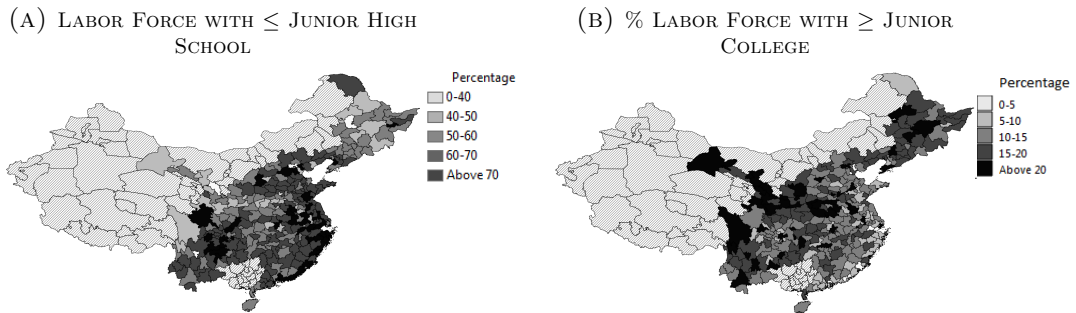 (A) LABOR FORCE WITH ≤ JUNIOR HIGH
SCHOOL
Percentage
0-40
40-50
50-60
60-70
Above 70
(B) % LABOR FORCE WITH ≥ JUNIOR
COLLEGE
Percentage
0-5
5-10
10-15
15-20
Above 20